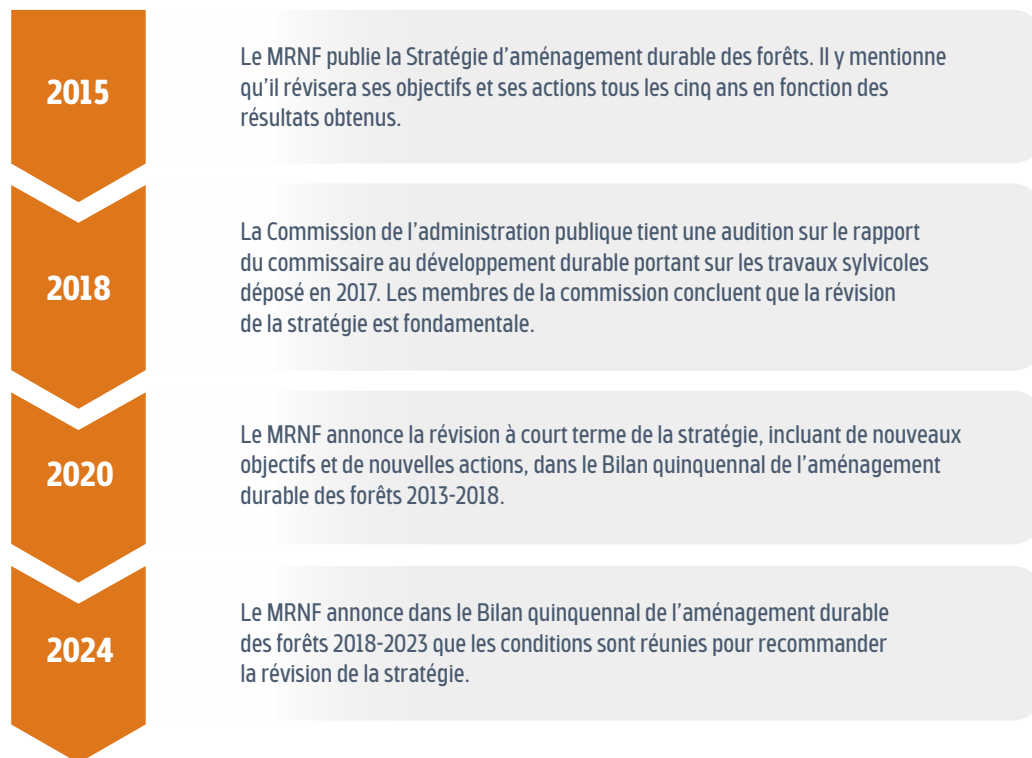 2015
Le MRNF publie la Stratégie d’aménagement durable des forêts. Il y mentionne
qu’il révisera ses objectifs et ses actions tous les cinq ans en fonction des
résultats obtenus.
2018
La Commission de l’administration publique tient une audition sur le rapport
du commissaire au développement durable portant sur les travaux sylvicoles
déposé en 2017. Les membres de la commission concluent que la révision
de la stratégie est fondamentale.
2020
Le MRNF annonce la révision à court terme de la stratégie, incluant de nouveaux
objectifs et de nouvelles actions, dans le Bilan quinquennal de l’aménagement
durable des forêts 2013-2018.
2024
Le MRNF annonce dans le Bilan quinquennal de l’aménagement durable
des forêts 2018-2023 que les conditions sont réunies pour recommander
la révision de la stratégie.